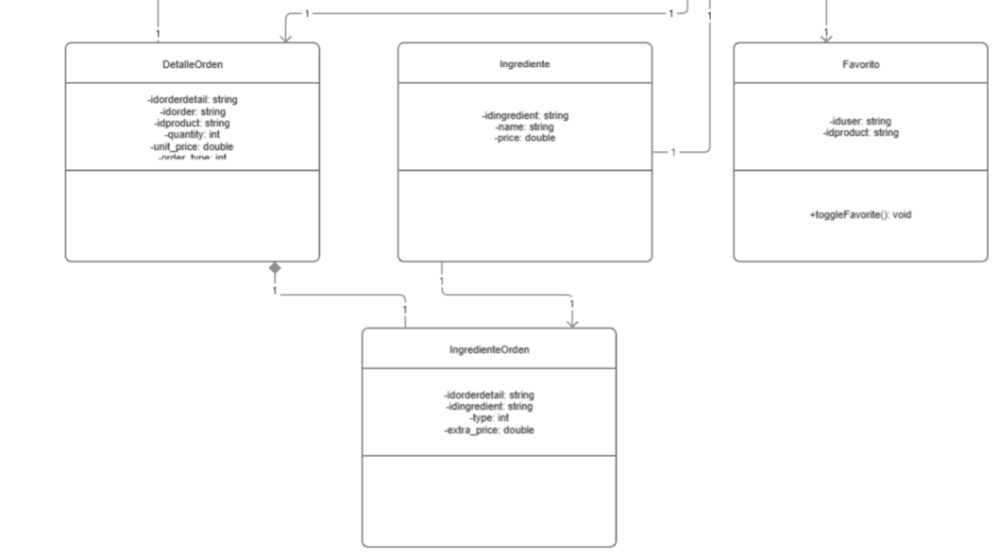 1
1
1
1
1
DetalleOrden
-idorderdetail: string
-idorder: string
-idproduct: string
-quantity: int
-unit_price: double
-order_type: int
Ingrediente
-idingredient: string
-name: string
-price: double
1
Favorito
-iduser: string
-idproduct: string
+toggleFavorite(): void
1
1
1
1
IngredienteOrden
-idorderdetail: string
-idingredient: string
-type: int
-extra_price: double